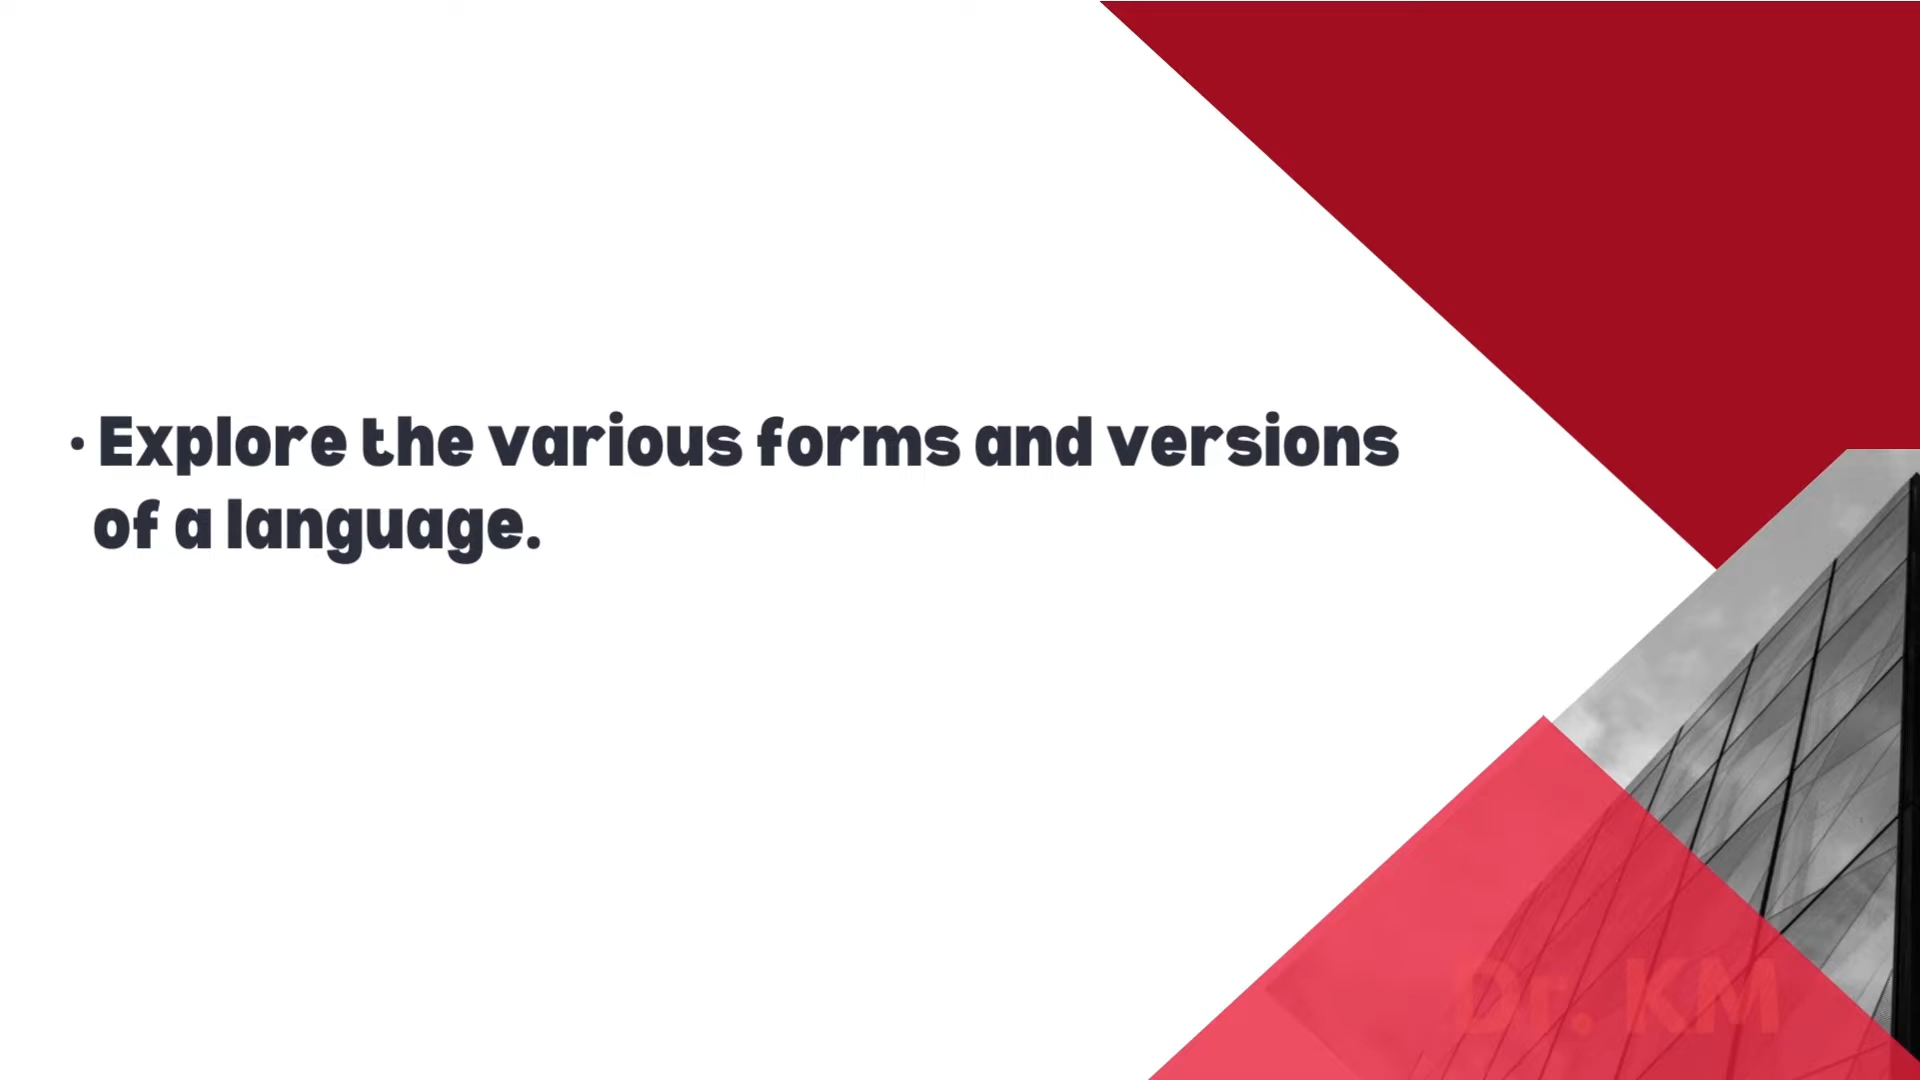 • Explore the various forms and versions
of a language.
Dr. KM